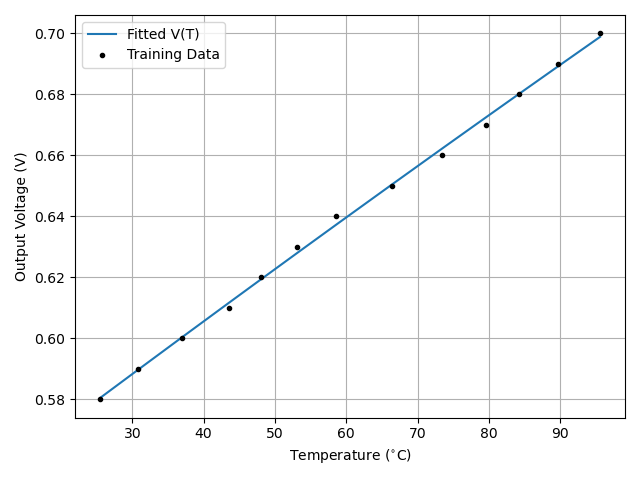 Fitted V(T)
Training Data
0.70
0.68
0.66
0.64
0.62
0.60
0.58
Output Voltage (V)
30 40 50 60 70 80 90
Temperature (°C)